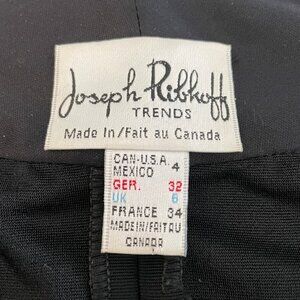 Joseph Ribkoff
TRENDS
Made In/Fait au Canada
CAN-U.S.A. 4
MEXICO
GER. 32
UK 6
FRANCE 34
MADE IN/FAIT AU
CANADA